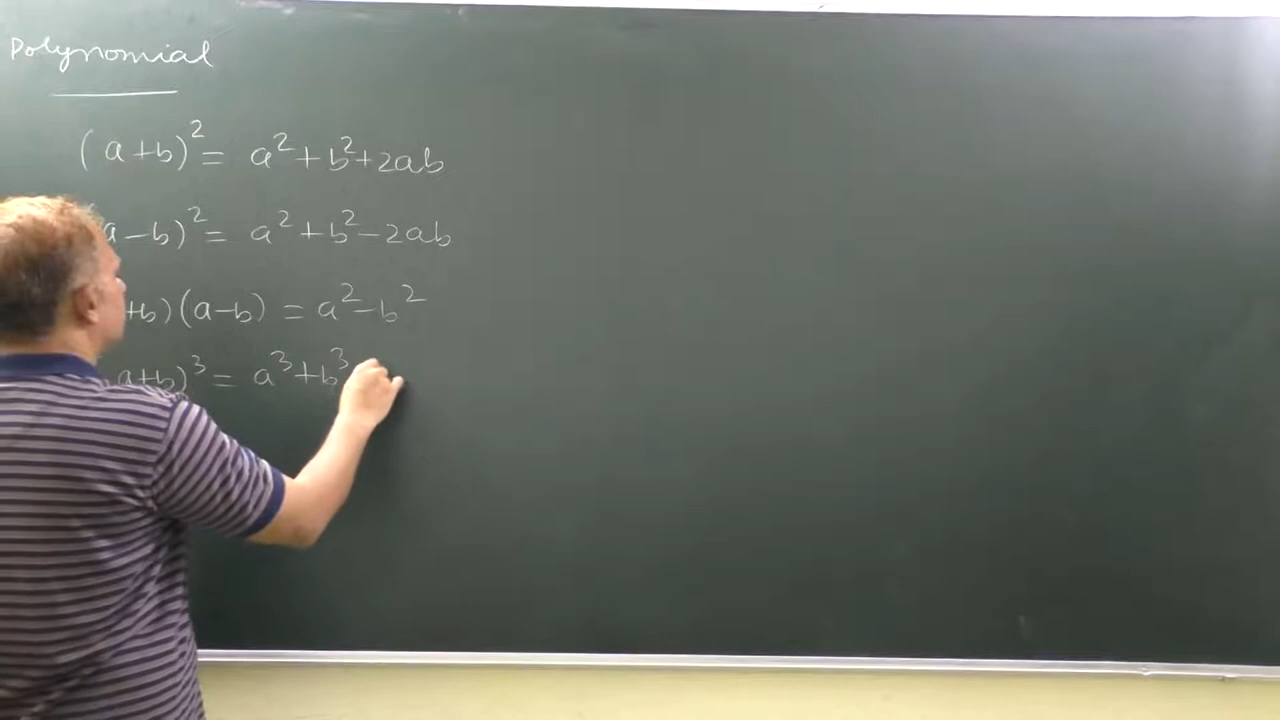 Polynomial
(a+b)² = a²+b²+2ab
a-b)² = a²+b²-2ab
+b)(a-b) = a²-b²
a+b)³ = a³+b³